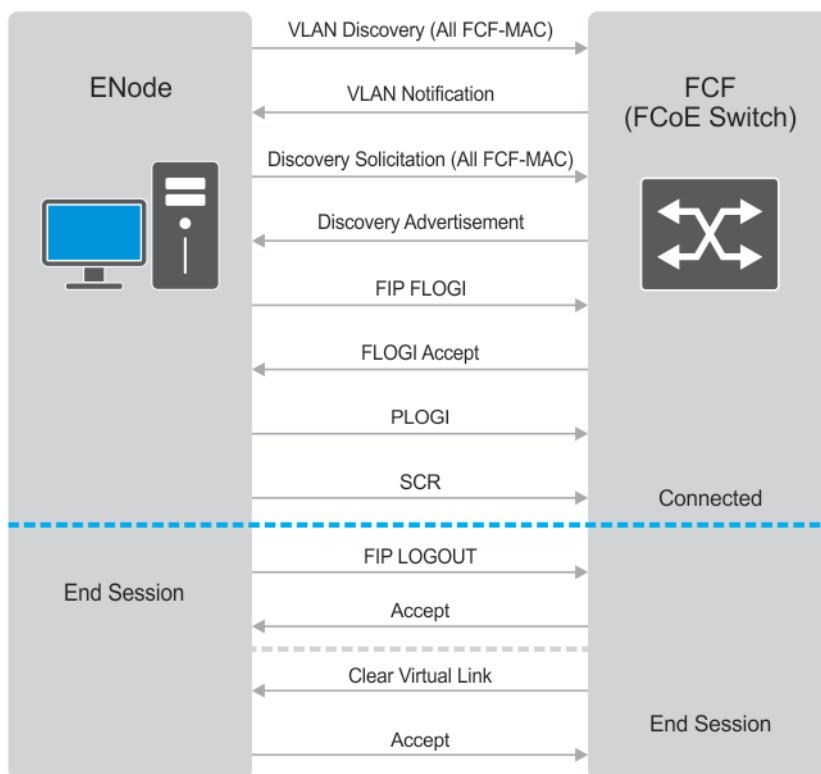 VLAN Discovery (All FCF-MAC)
ENode
FCF
(FCoE Switch)
VLAN Notification
Discovery Solicitation (All FCF-MAC)
Discovery Advertisement
FIP FLOGI
FLOGI Accept
PLOGI
SCR
Connected
FIP LOGOUT
End Session
Accept
Clear Virtual Link
End Session
Accept